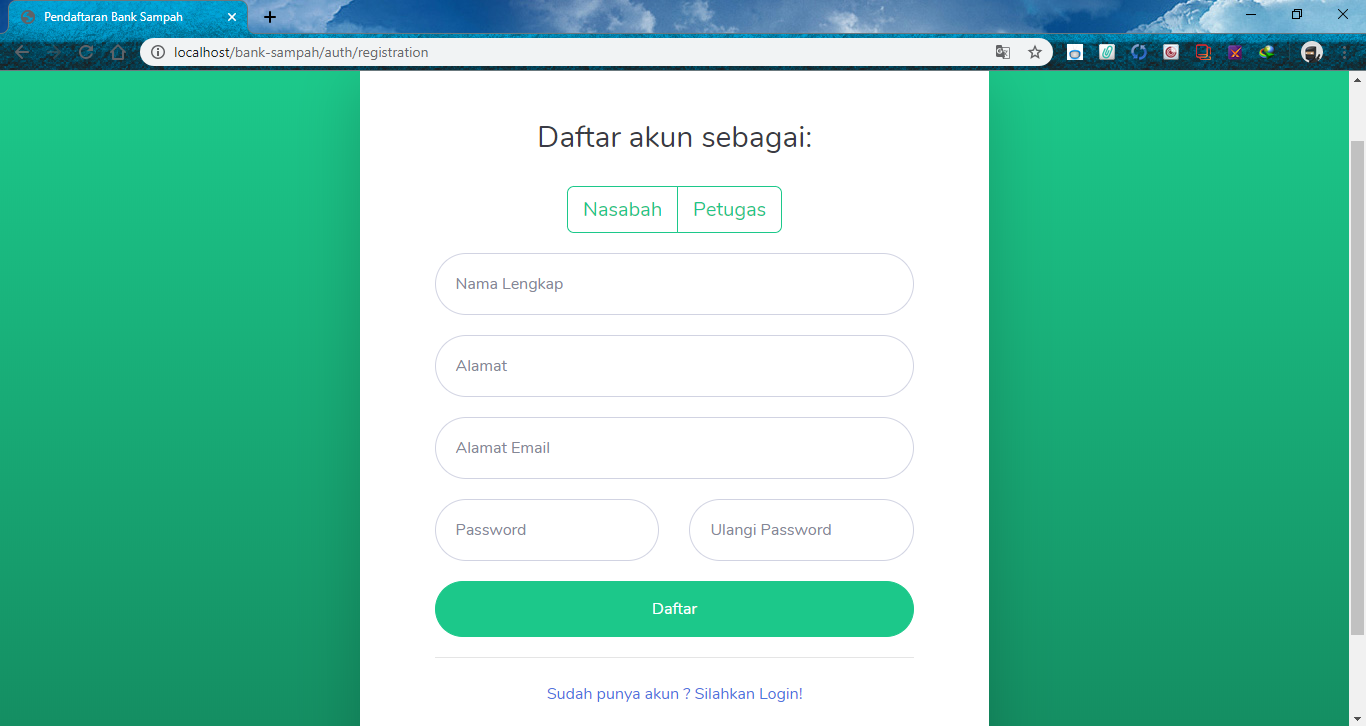 Pendaftaran Bank Sampah
localhost/bank-sampah/auth/registration
Daftar akun sebagai:
Nasabah Petugas
Nama Lengkap
Alamat
Alamat Email
Password Ulangi Password
Daftar
Sudah punya akun ? Silahkan Login!